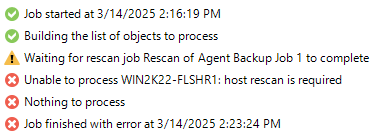 Job started at 3/14/2025 2:16:19 PM
Building the list of objects to process
Waiting for rescan job Rescan of Agent Backup Job 1 to complete
Unable to process WIN2K22-FLSHR1: host rescan is required
Nothing to process
Job finished with error at 3/14/2025 2:23:24 PM